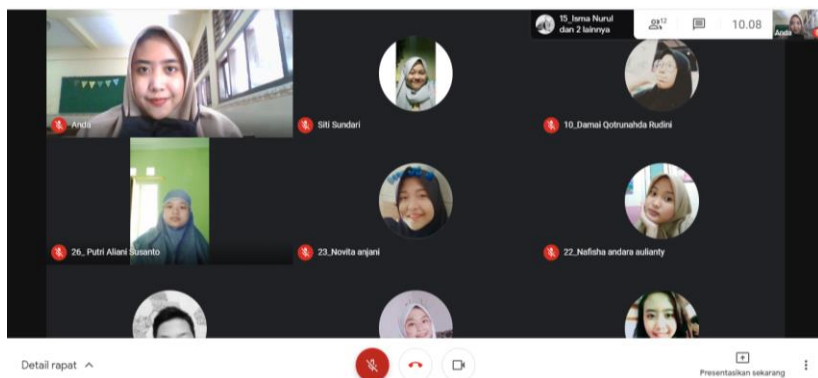 15_Isma Nurul
dan 2 lainnya
12
10.08
Anda
Anda
Siti Sundari
10_Damai Qotrunahda Rudini
26_ Putri Aliani Susanto
23_Novita anjani
22_Nafisha andara aulianty
Detail rapat
Presentasikan sekarang